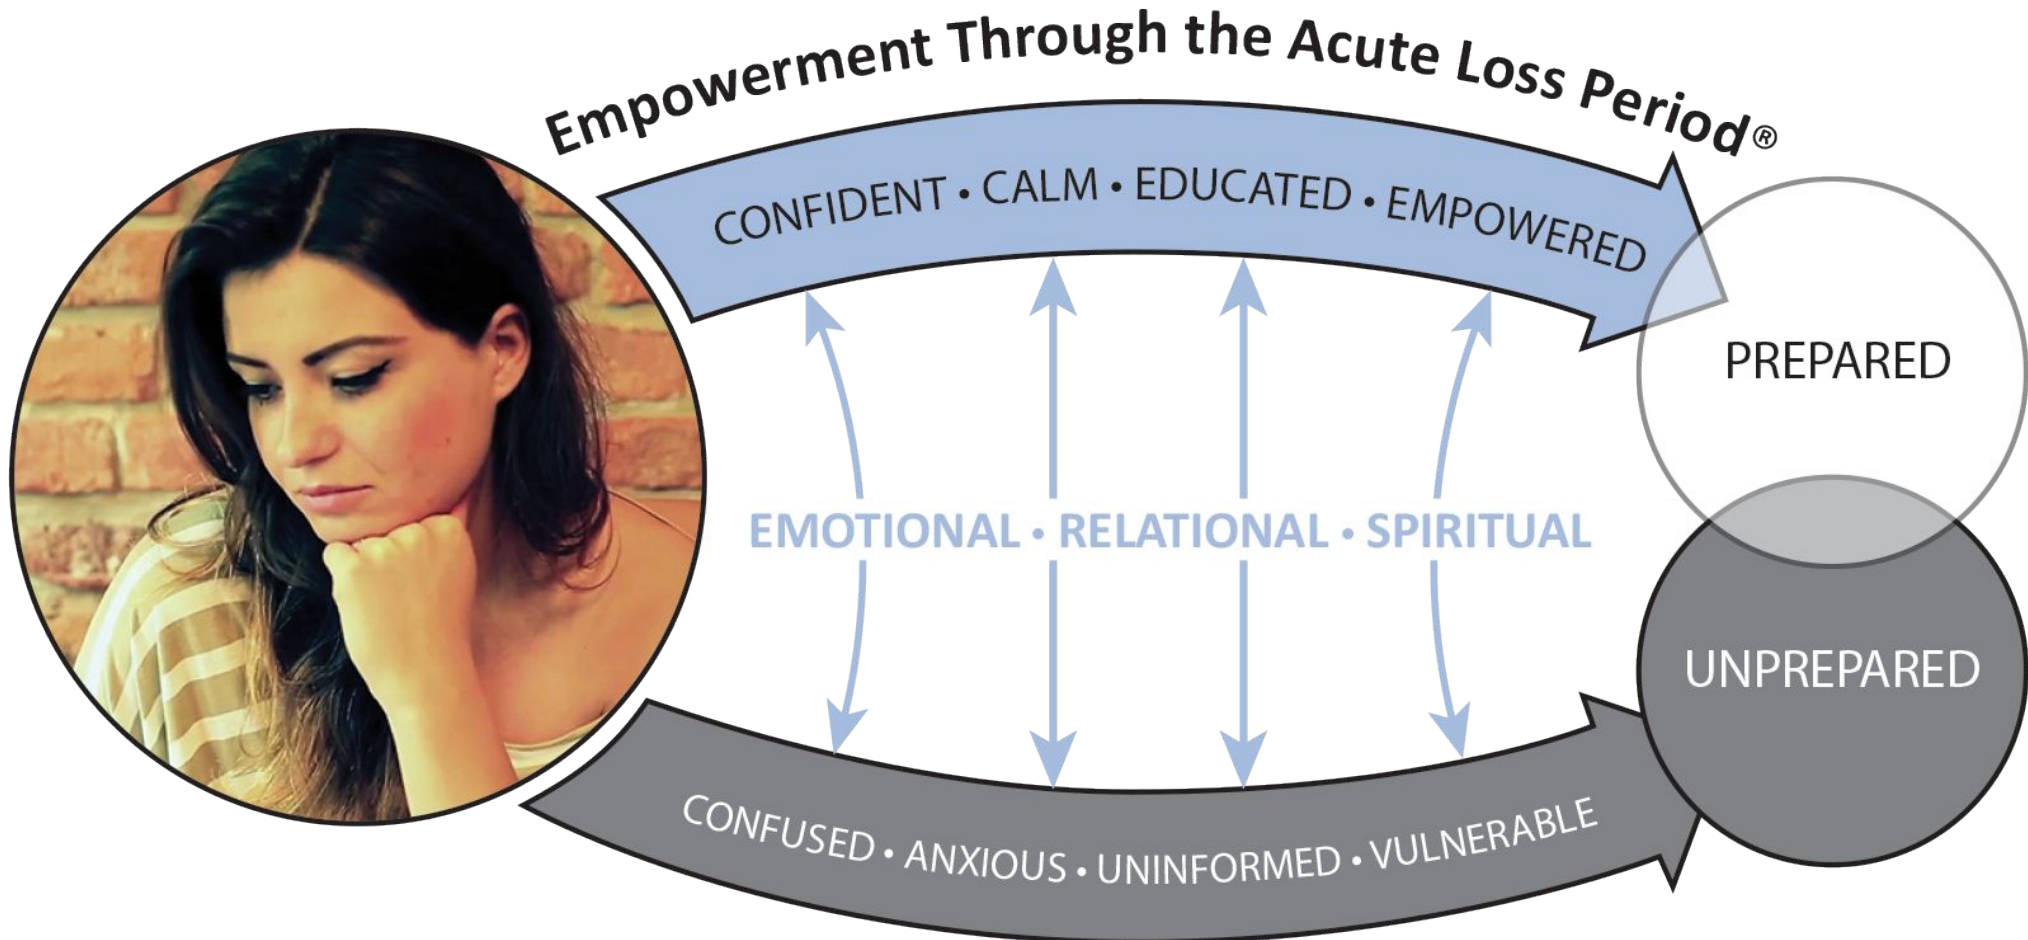 Empowerment Through the Acute Loss Period®
CONFIDENT • CALM • EDUCATED • EMPOWERED
PREPARED
EMOTIONAL • RELATIONAL • SPIRITUAL
UNPREPARED
CONFUSED • ANXIOUS • UNINFORMED • VULNERABLE